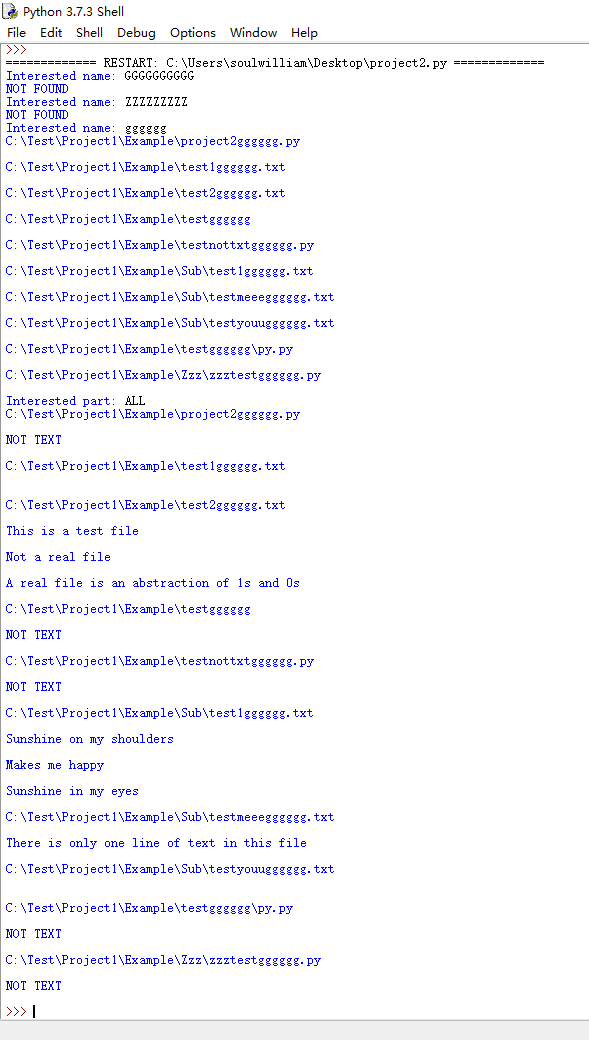 Python 3.7.3 Shell
File Edit Shell Debug Options Window Help
>>>
============= RESTART: C:\Users\soulwilliam\Desktop\project2.py =============
Interested name: GGGGGGGGGG
NOT FOUND
Interested name: ZZZZZZZZZ
NOT FOUND
Interested name: gggggg
C:\Test\Project1\Example\project2gggggg.py
C:\Test\Project1\Example\test1gggggg.txt
C:\Test\Project1\Example\test2gggggg.txt
C:\Test\Project1\Example\testgggggg
C:\Test\Project1\Example\testnottxtgggggg.py
C:\Test\Project1\Example\Sub\test1gggggg.txt
C:\Test\Project1\Example\Sub\testmeeegggggg.txt
C:\Test\Project1\Example\Sub\testyouugggggg.txt
C:\Test\Project1\Example\testgggggg\py.py
C:\Test\Project1\Example\Zzz\zzztestgggggg.py
Interested part: ALL
C:\Test\Project1\Example\project2gggggg.py
NOT TEXT
C:\Test\Project1\Example\test1gggggg.txt
C:\Test\Project1\Example\test2gggggg.txt
This is a test file
Not a real file
A real file is an abstraction of 1s and 0s
C:\Test\Project1\Example\testgggggg
NOT TEXT
C:\Test\Project1\Example\testnottxtgggggg.py
NOT TEXT
C:\Test\Project1\Example\Sub\test1gggggg.txt
Sunshine on my shoulders
Makes me happy
Sunshine in my eyes
C:\Test\Project1\Example\Sub\testmeeegggggg.txt
There is only one line of text in this file
C:\Test\Project1\Example\Sub\testyouugggggg.txt
C:\Test\Project1\Example\testgggggg\py.py
NOT TEXT
C:\Test\Project1\Example\Zzz\zzztestgggggg.py
NOT TEXT
>>>